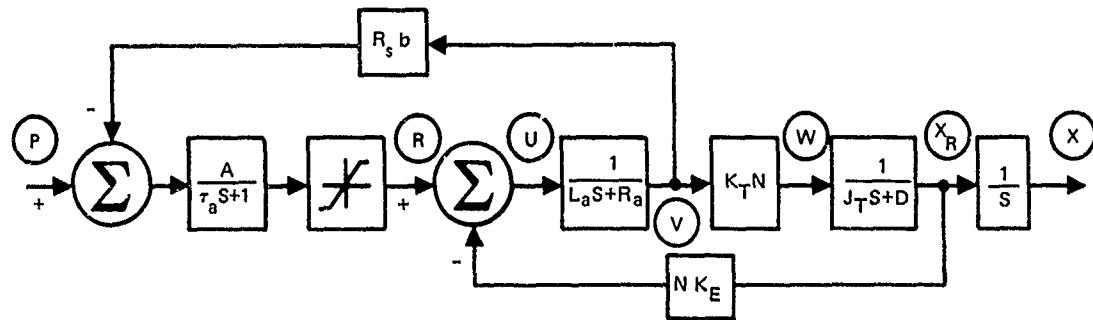 R_s b
-
P
+
Σ
A
τ_a S+1
R
+
Σ
-
U
1
L_a S+R_a
V
K_T N
W
1
J_T S+D
X_R
1
S
X
N K_E